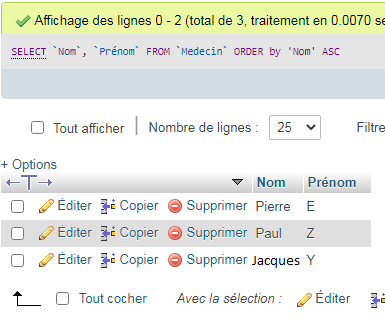 Affichage des lignes 0 - 2 (total de 3, traitement en 0.0070 se
SELECT `Nom`, `Prénom` FROM `Medecin` ORDER by 'Nom' ASC
Tout afficher Nombre de lignes : 25 Filtre
+ Options
Nom Prénom
Éditer Copier Supprimer Pierre E
Éditer Copier Supprimer Paul Z
Éditer Copier Supprimer Jacques Y
Tout cocher Avec la sélection : Éditer